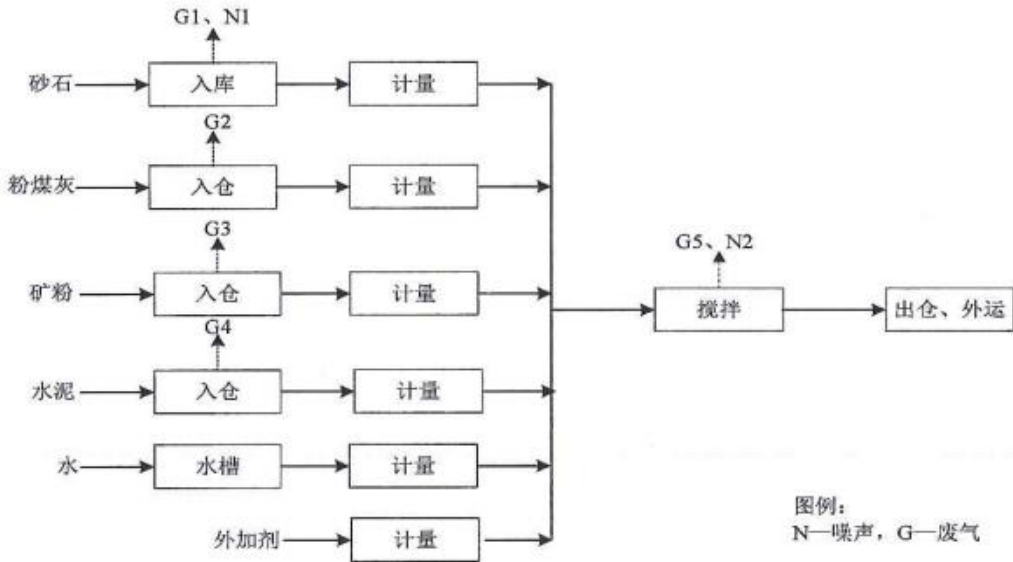 G1、N1
砂石 入库 计量
G2
粉煤灰 入仓 计量
G3
G5、N2
矿粉 入仓 计量 搅拌 出仓、外运
G4
水泥 入仓 计量
水 水槽 计量
外加剂 计量
图例：
N—噪声，G—废气